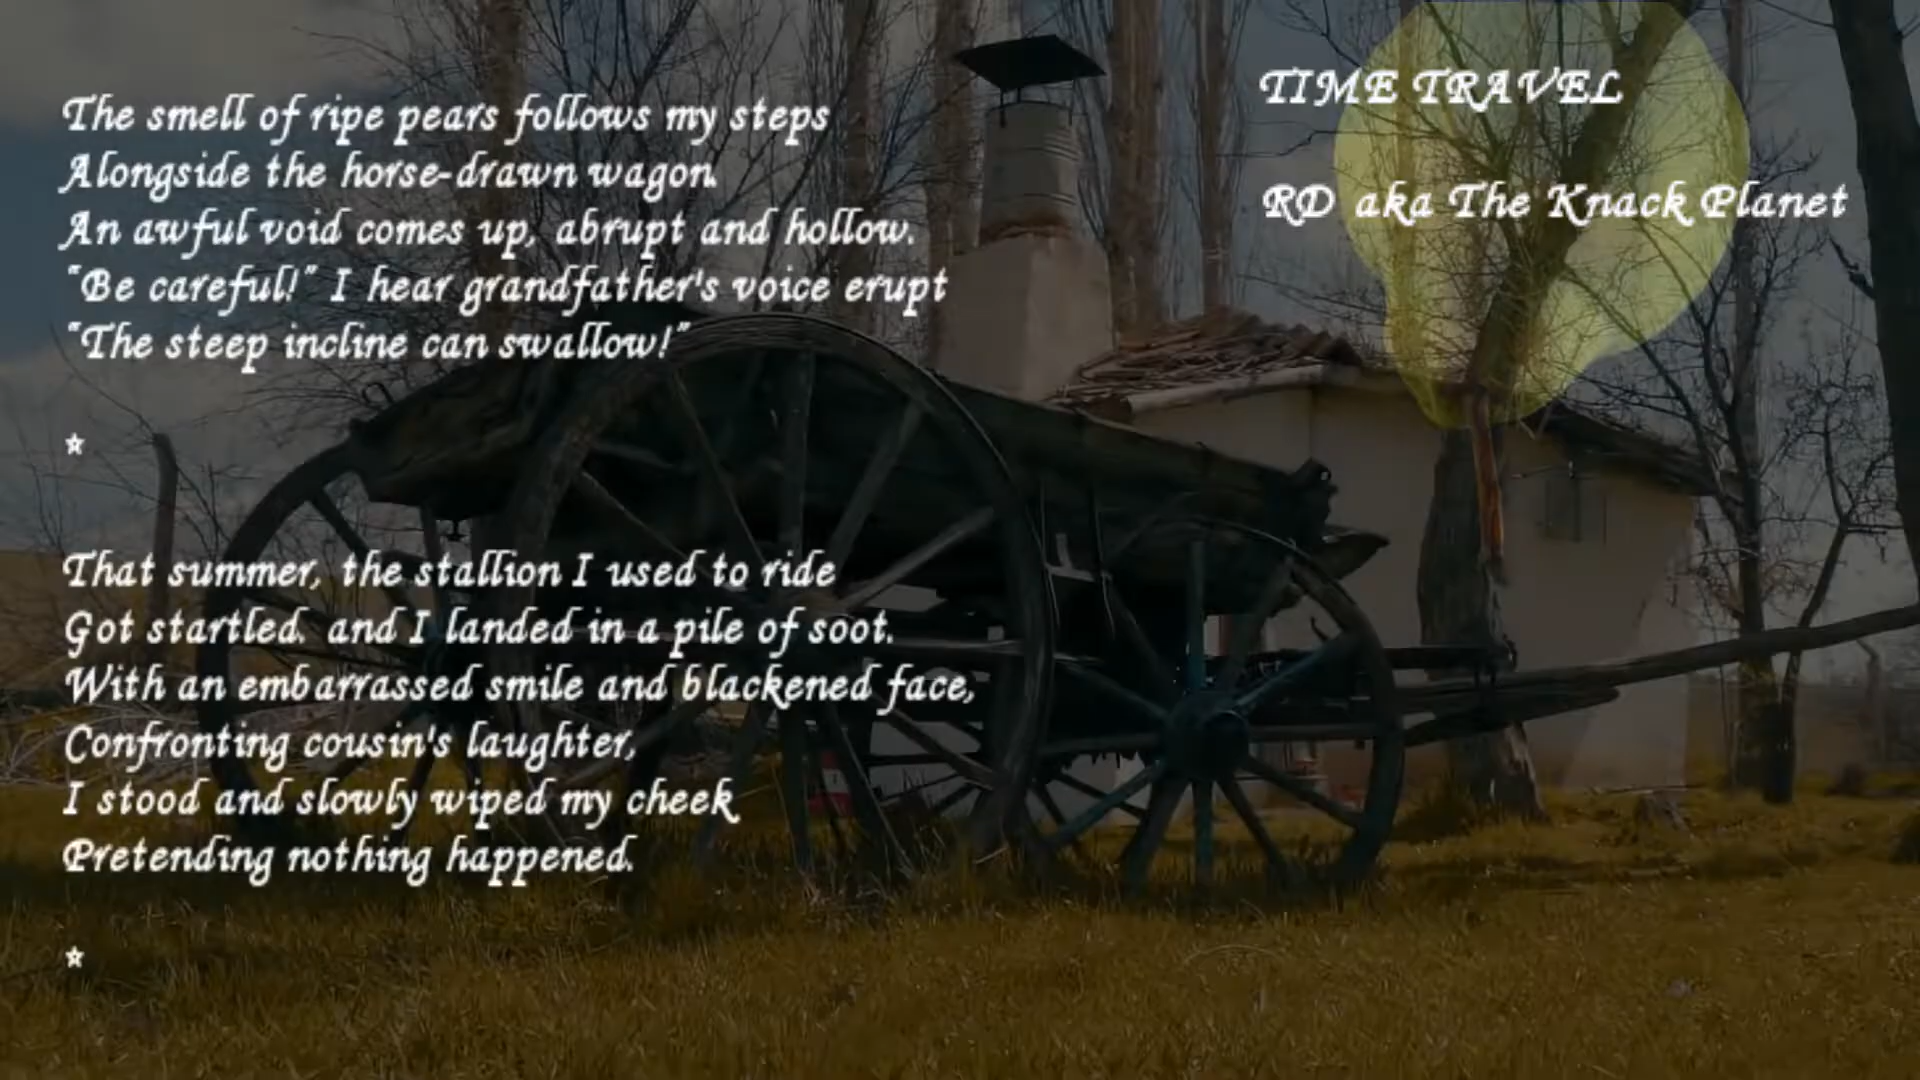 TIME TRAVEL
RD aka The Knack Planet
The smell of ripe pears follows my steps
Alongside the horse-drawn wagon.
An awful void comes up, abrupt and hollow.
"Be careful!" I hear grandfather's voice erupt
"The steep incline can swallow!"
*
That summer, the stallion I used to ride
Got startled. and I landed in a pile of soot.
With an embarrassed smile and blackened face,
Confronting cousin's laughter,
I stood and slowly wiped my cheek
Pretending nothing happened.
*